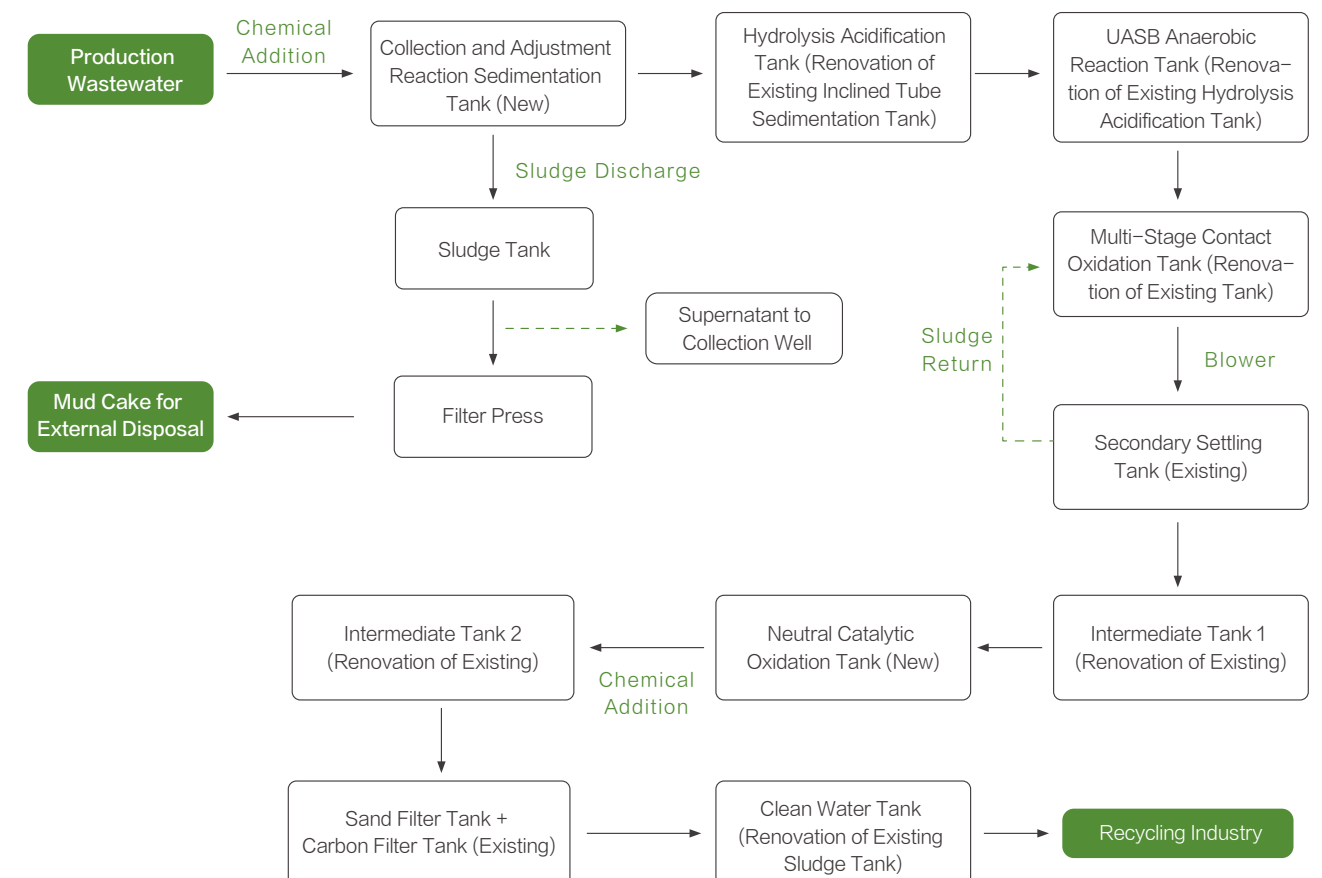 Production
Wastewater
Chemical
Addition
Collection and Adjustment
Reaction Sedimentation
Tank (New)
Hydrolysis Acidification
Tank (Renovation of
Existing Inclined Tube
Sedimentation Tank)
UASB Anaerobic
Reaction Tank (Renova-
tion of Existing Hydrolysis
Acidification Tank)
Sludge Discharge
Sludge Tank
Multi-Stage Contact
Oxidation Tank (Renova-
tion of Existing Tank)
Supernatant to
Collection Well
Sludge
Return
Blower
Mud Cake for
External Disposal
Filter Press
Secondary Settling
Tank (Existing)
Intermediate Tank 2
(Renovation of Existing)
Chemical
Addition
Neutral Catalytic
Oxidation Tank (New)
Intermediate Tank 1
(Renovation of Existing)
Sand Filter Tank +
Carbon Filter Tank (Existing)
Clean Water Tank
(Renovation of Existing
Sludge Tank)
Recycling Industry